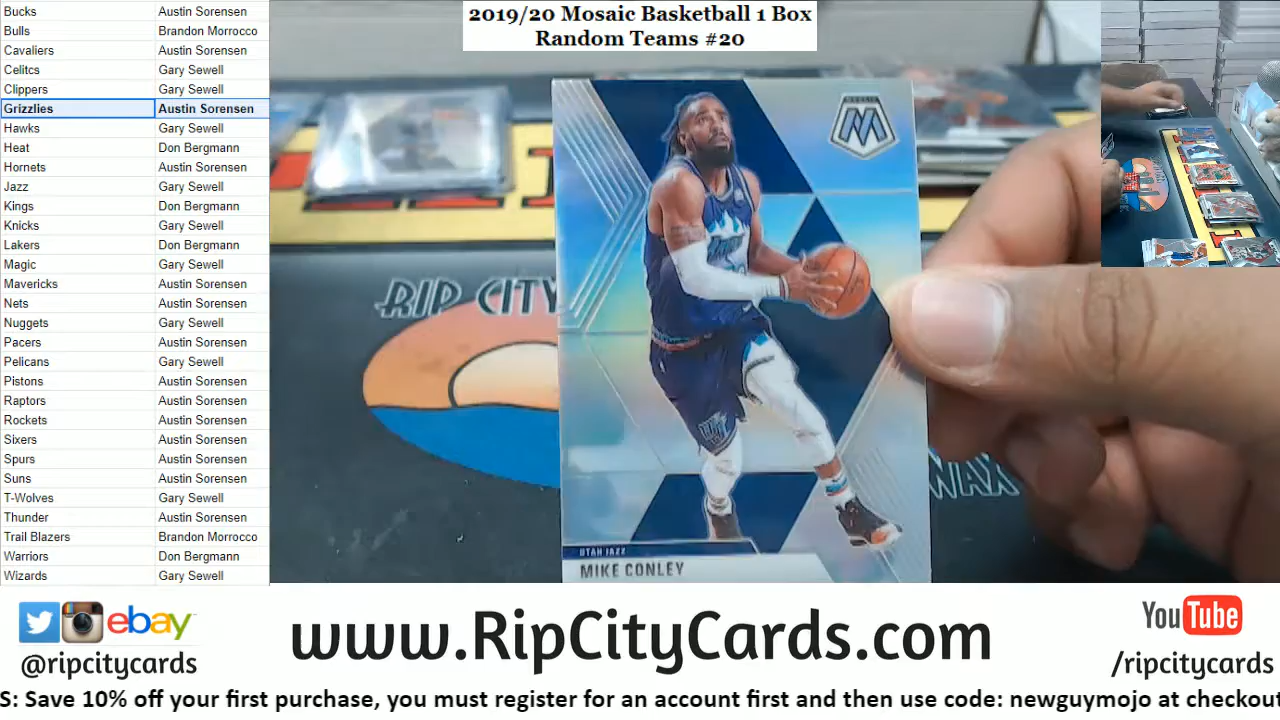 Bucks Austin Sorensen
Bulls Brandon Morrocco
Cavaliers Austin Sorensen
Celitcs Gary Sewell
Clippers Gary Sewell
Grizzlies Austin Sorensen
Hawks Gary Sewell
Heat Don Bergmann
Hornets Austin Sorensen
Jazz Gary Sewell
Kings Don Bergmann
Knicks Gary Sewell
Lakers Don Bergmann
Magic Gary Sewell
Mavericks Austin Sorensen
Nets Austin Sorensen
Nuggets Gary Sewell
Pacers Austin Sorensen
Pelicans Gary Sewell
Pistons Austin Sorensen
Raptors Austin Sorensen
Rockets Austin Sorensen
Sixers Austin Sorensen
Spurs Austin Sorensen
Suns Austin Sorensen
T-Wolves Gary Sewell
Thunder Austin Sorensen
Trail Blazers Brandon Morrocco
Warriors Don Bergmann
Wizards Gary Sewell
2019/20 Mosaic Basketball 1 Box
Random Teams #20
MOSAIC
RIP CITY
WAX
UTAH JAZZ
MIKE CONLEY
ebay
@ripcitycards
www.RipCityCards.com
YouTube
/ripcitycards
S: Save 10% off your first purchase, you must register for an account first and then use code: newguymojo at checkout